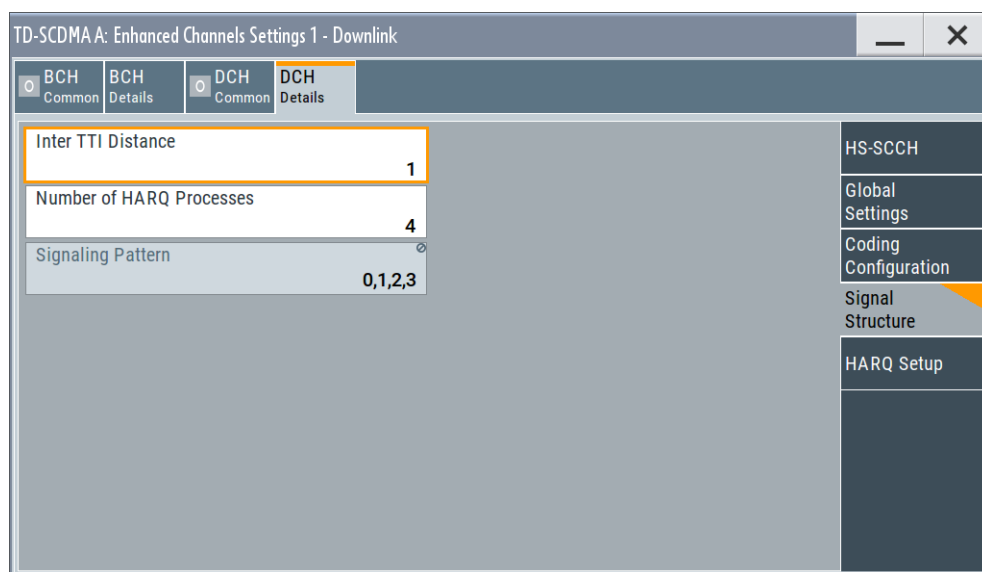 TD-SCDMA A: Enhanced Channels Settings 1 - Downlink
BCH
Common
BCH
Details
DCH
Common
DCH
Details
Inter TTI Distance
1
Number of HARQ Processes
4
Signaling Pattern
0,1,2,3
HS-SCCH
Global
Settings
Coding
Configuration
Signal
Structure
HARQ Setup